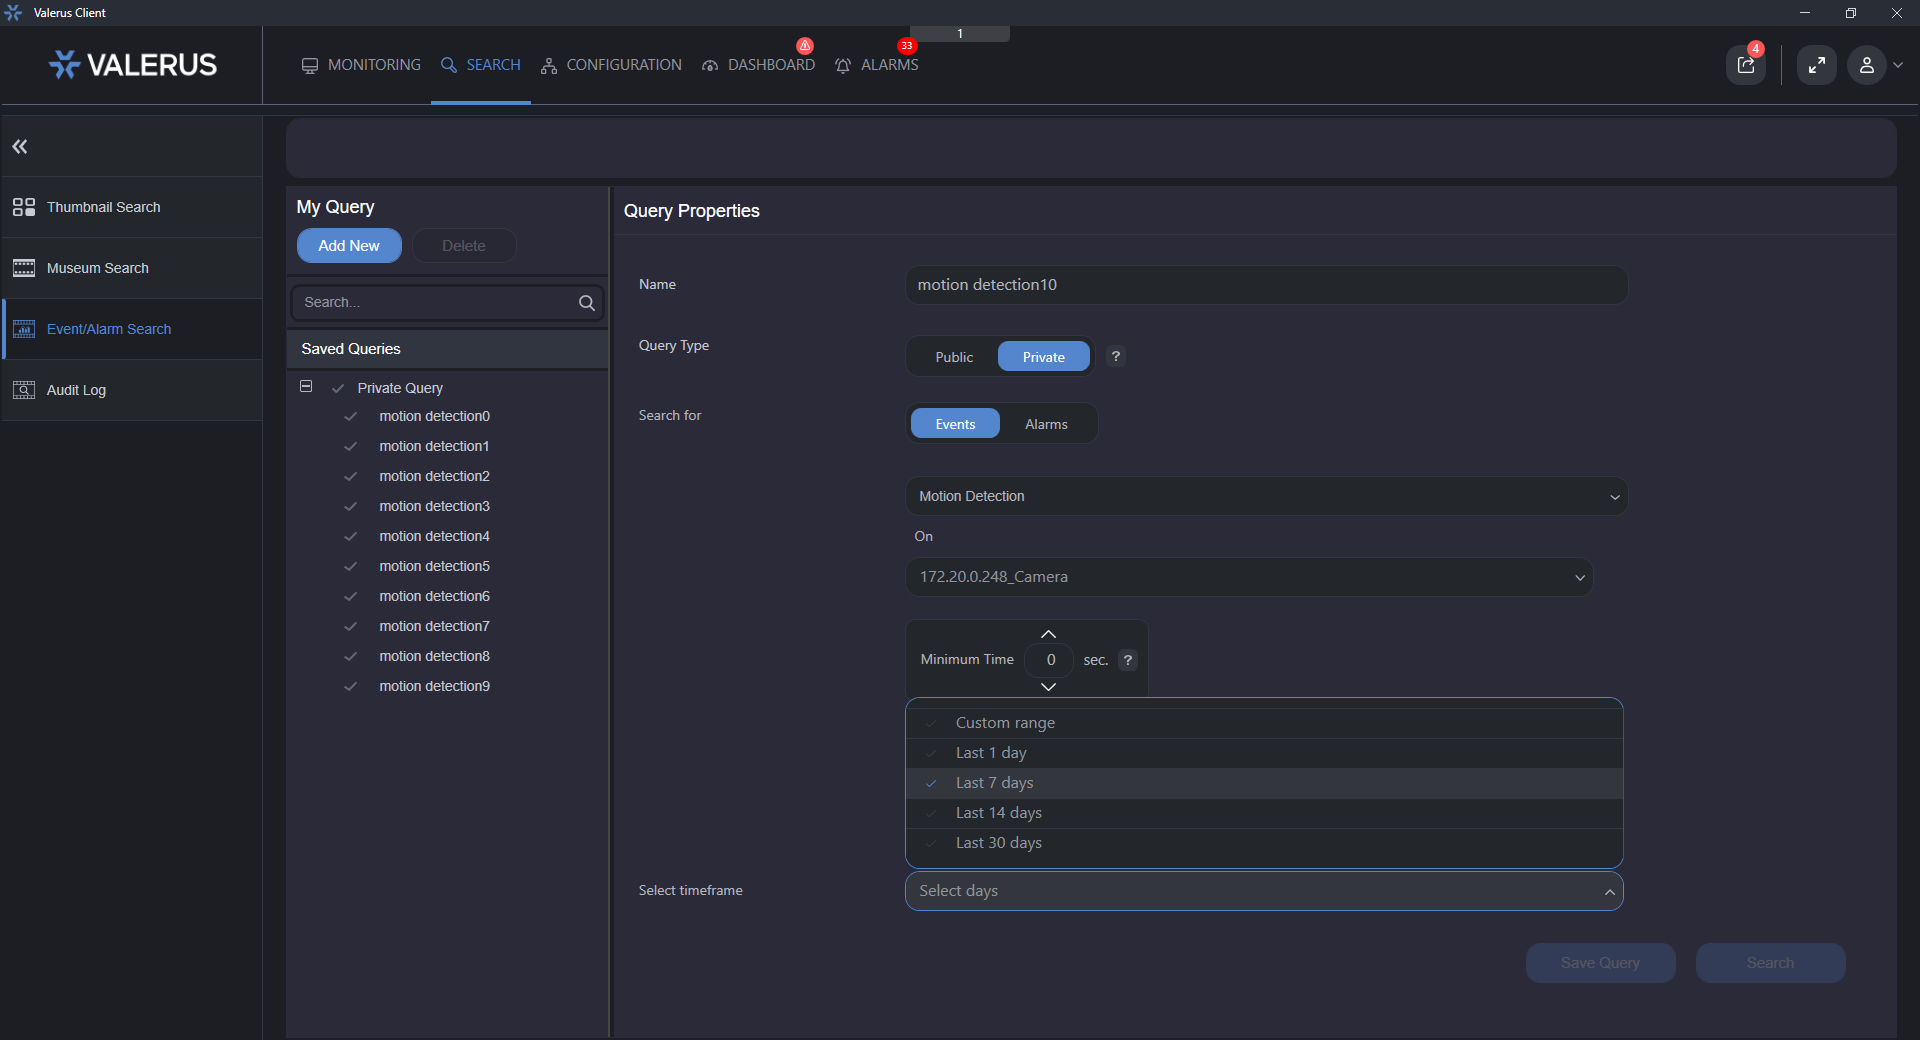 Valerus Client
1
VALERUS
MONITORING
SEARCH
CONFIGURATION
DASHBOARD
33
ALARMS
4
Thumbnail Search
Museum Search
Event/Alarm Search
Audit Log
My Query
Add New
Delete
Search...
Saved Queries
Private Query
motion detection0
motion detection1
motion detection2
motion detection3
motion detection4
motion detection5
motion detection6
motion detection7
motion detection8
motion detection9
Query Properties
Name
motion detection10
Query Type
Public
Private
?
Search for
Events
Alarms
Motion Detection
On
172.20.0.248_Camera
Minimum Time 0 sec. ?
Custom range
Last 1 day
Last 7 days
Last 14 days
Last 30 days
Select timeframe
Select days
Save Query
Search